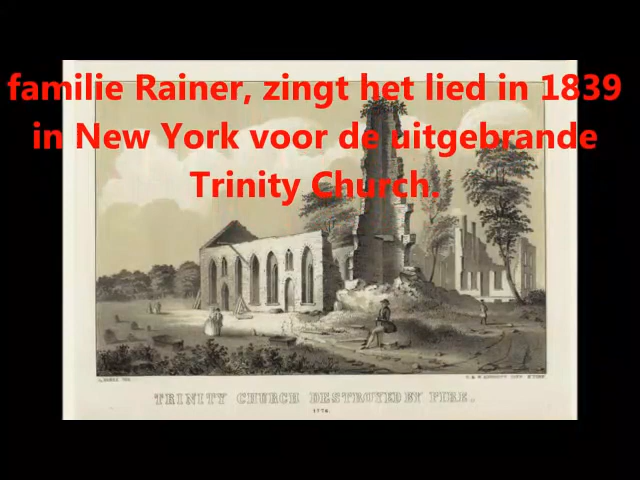 familie Rainer, zingt het lied in 1839
in New York voor de uitgebrande
Trinity Church.
TRINITY CHURCH DESTROYED BY FIRE.
1776.